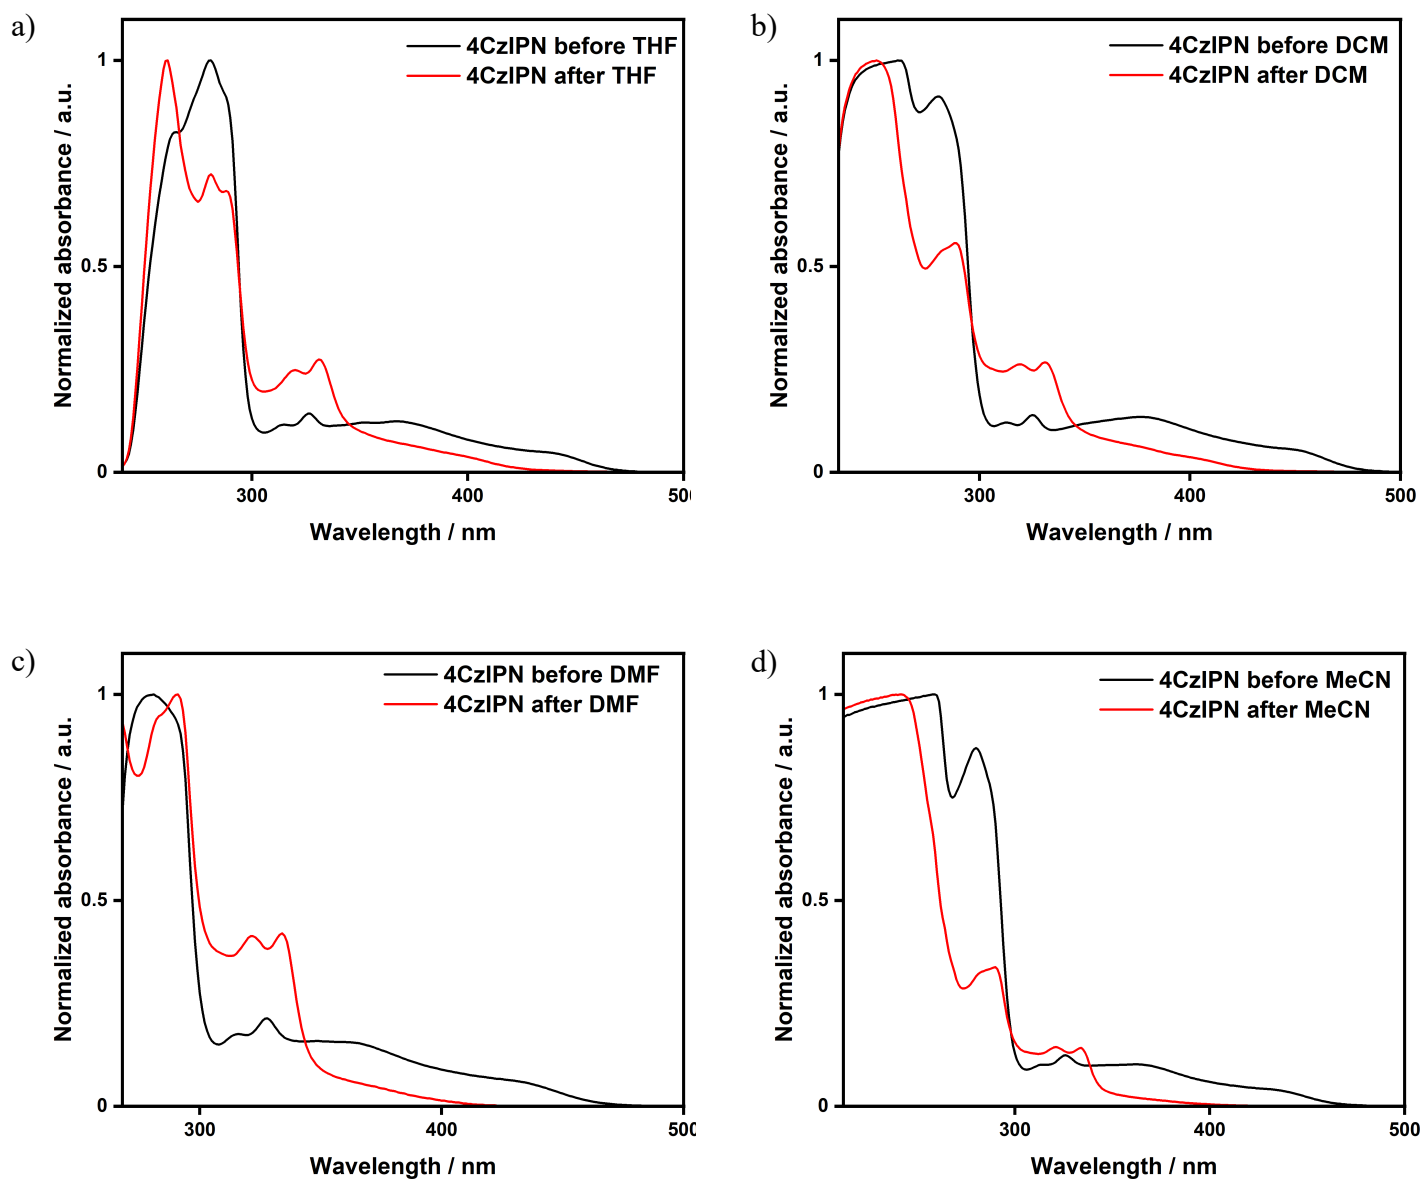 a)
4CzIPN before THF
4CzIPN after THF
Normalized absorbance / a.u.
1
0.5
0
300
400
500
Wavelength / nm
b)
4CzIPN before DCM
4CzIPN after DCM
Normalized absorbance / a.u.
1
0.5
0
300
400
500
Wavelength / nm
c)
4CzIPN before DMF
4CzIPN after DMF
Normalized absorbance / a.u.
1
0.5
0
300
400
500
Wavelength / nm
d)
4CzIPN before MeCN
4CzIPN after MeCN
Normalized absorbance / a.u.
1
0.5
0
300
400
500
Wavelength / nm